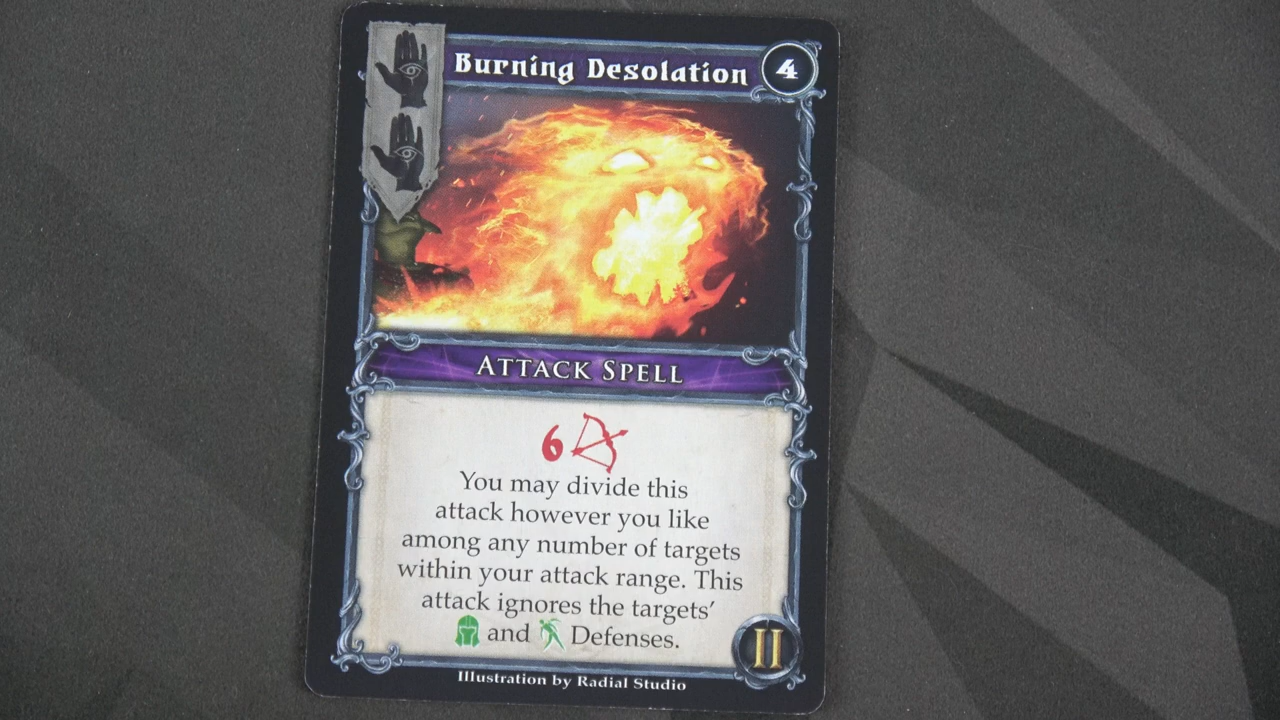 Burning Desolation 4
Attack Spell
6
You may divide this
attack however you like
among any number of targets
within your attack range. This
attack ignores the targets'
and Defenses.
II
Illustration by Radial Studio